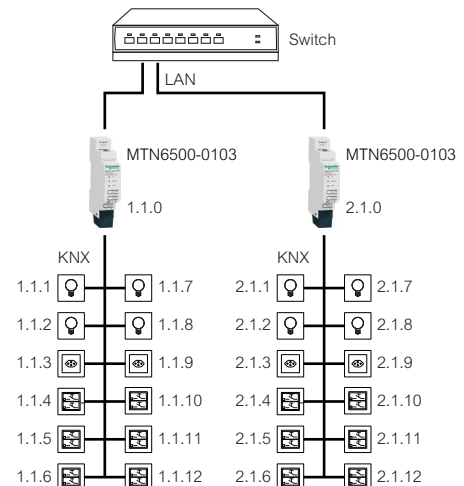 Switch
LAN
MTN6500-0103 MTN6500-0103
1.1.0 2.1.0
KNX KNX
1.1.1 1.1.7 2.1.1 2.1.7
1.1.2 1.1.8 2.1.2 2.1.8
1.1.3 1.1.9 2.1.3 2.1.9
1.1.4 1.1.10 2.1.4 2.1.10
1.1.5 1.1.11 2.1.5 2.1.11
1.1.6 1.1.12 2.1.6 2.1.12